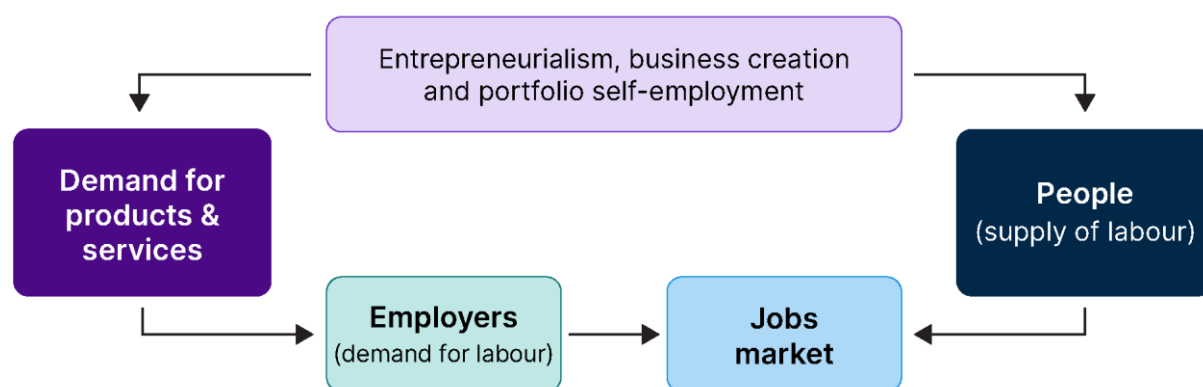 Entrepreneurialism, business creation
and portfolio self-employment
Demand for
products &
services
People
(supply of labour)
Employers
(demand for labour)
Jobs
market